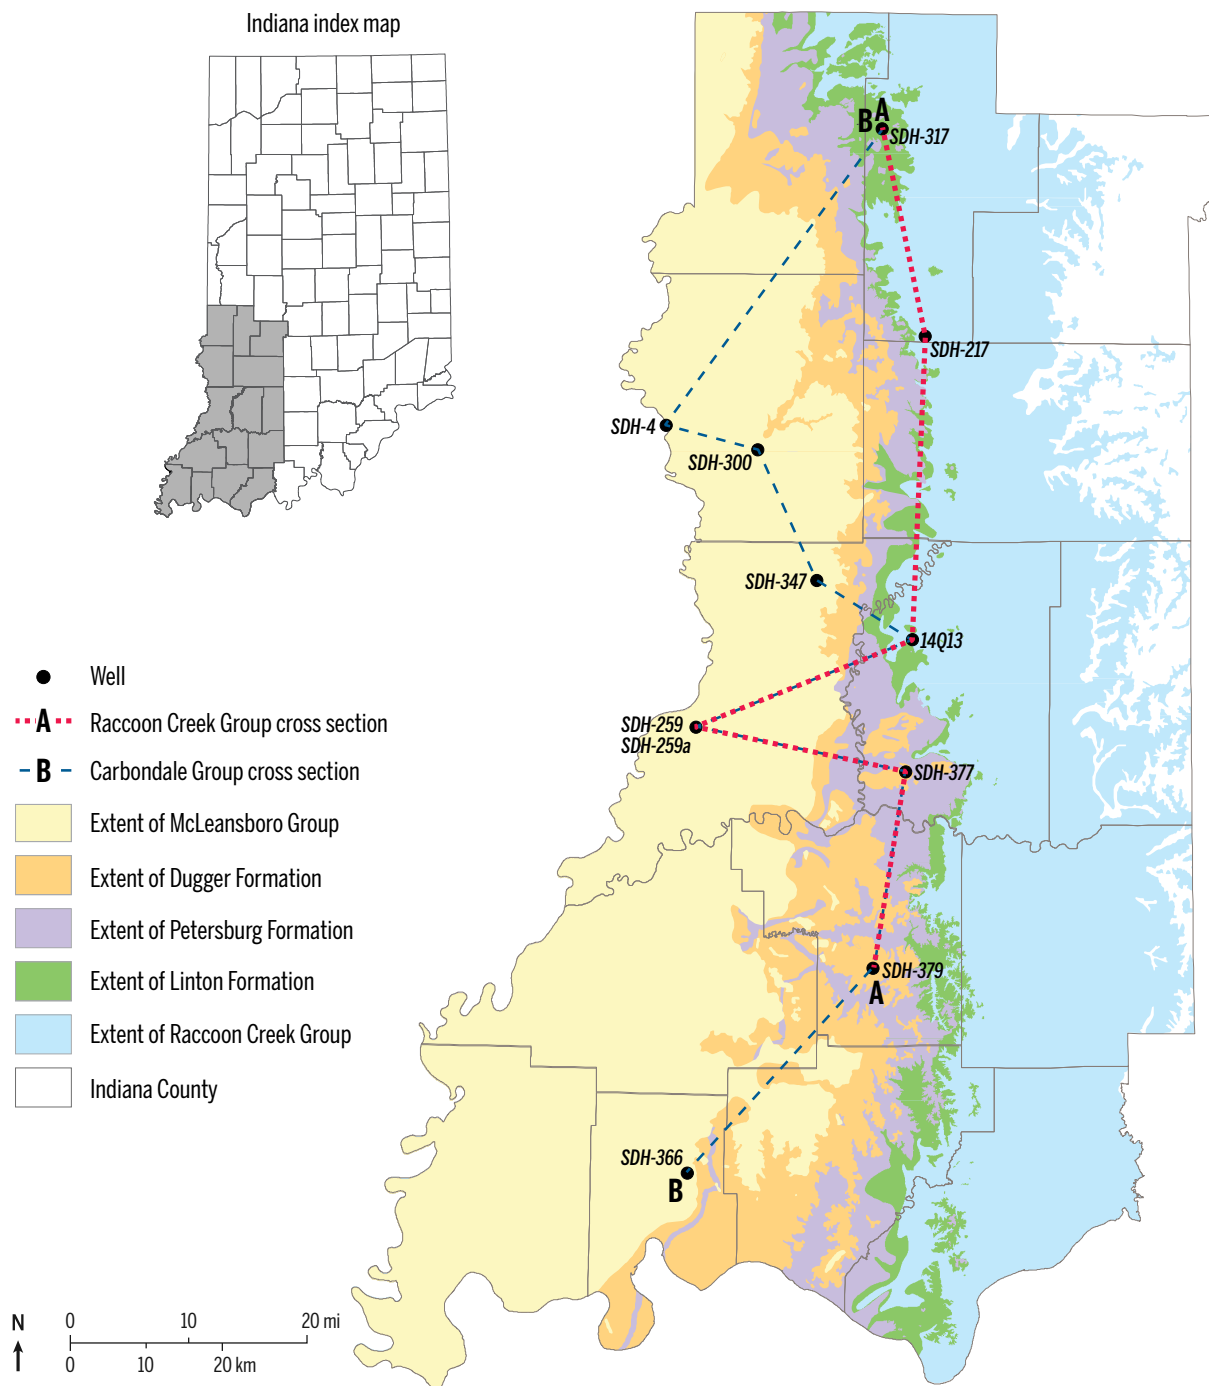 Indiana index map
A
B
SDH-317
SDH-217
SDH-4
SDH-300
SDH-347
14Q13
SDH-259
SDH-259a
SDH-377
SDH-379
A
SDH-366
B
Well
A Raccoon Creek Group cross section
B Carbondale Group cross section
Extent of McLeansboro Group
Extent of Dugger Formation
Extent of Petersburg Formation
Extent of Linton Formation
Extent of Raccoon Creek Group
Indiana County
N
0 10 20 mi
0 10 20 km